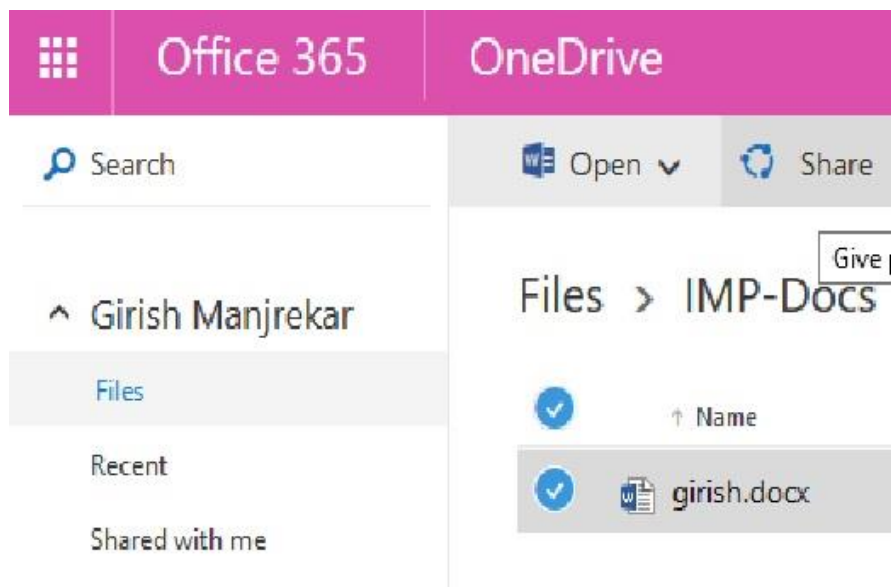 Office 365 OneDrive
Search
Open Share
Give
Files > IMP-Docs
Girish Manjrekar
Files
Name
Recent
girish.docx
Shared with me